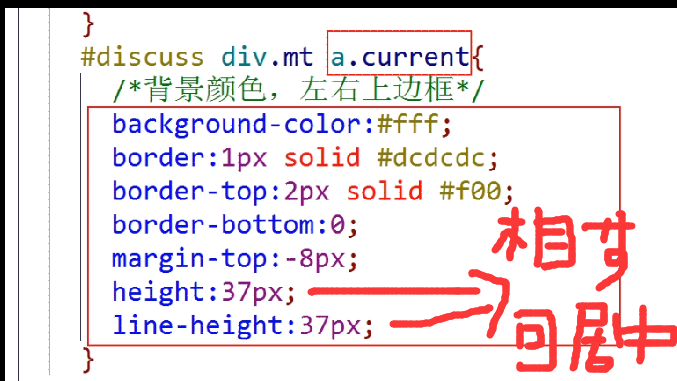 }
#discuss div.mt a.current{
/*背景颜色，左右上边框*/
background-color:#fff;
border:1px solid #dcdcdc;
border-top:2px solid #f00;
border-bottom:0;
margin-top:-8px;
height:37px;
line-height:37px;
}
相
居中